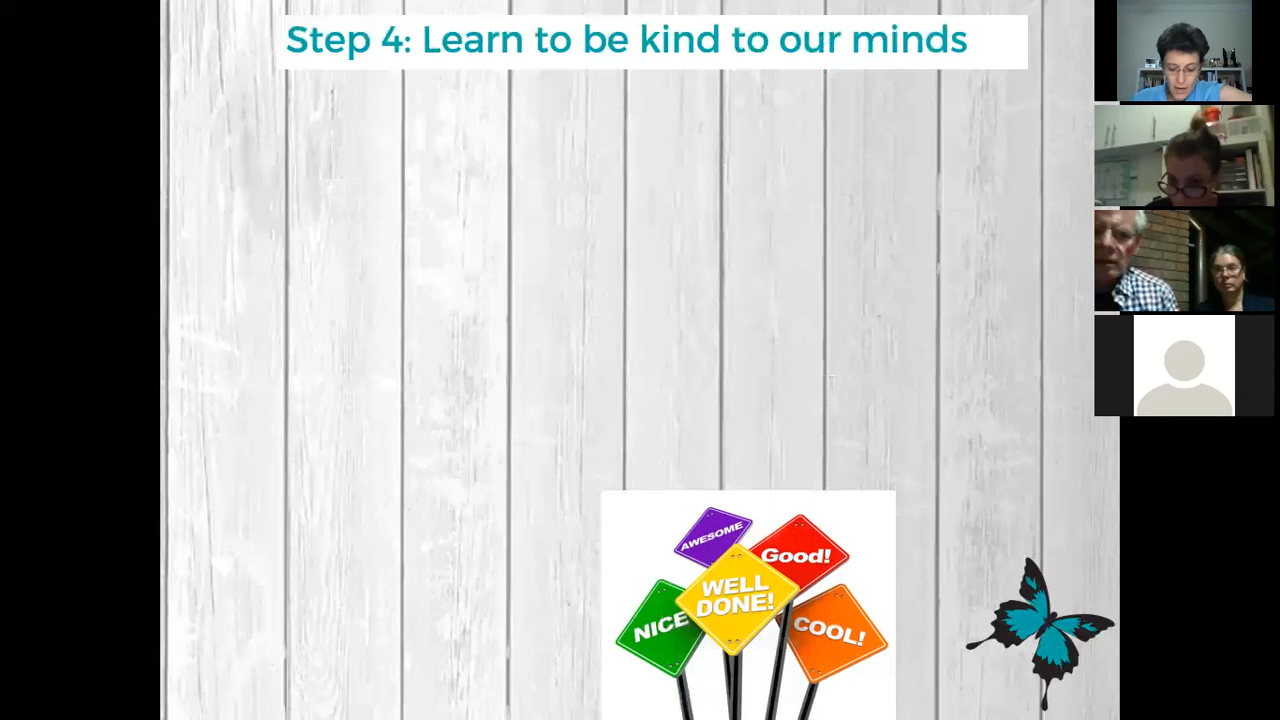 Step 4: Learn to be kind to our minds
AWESOME
Good!
WELL
DONE!
NICE
COOL!